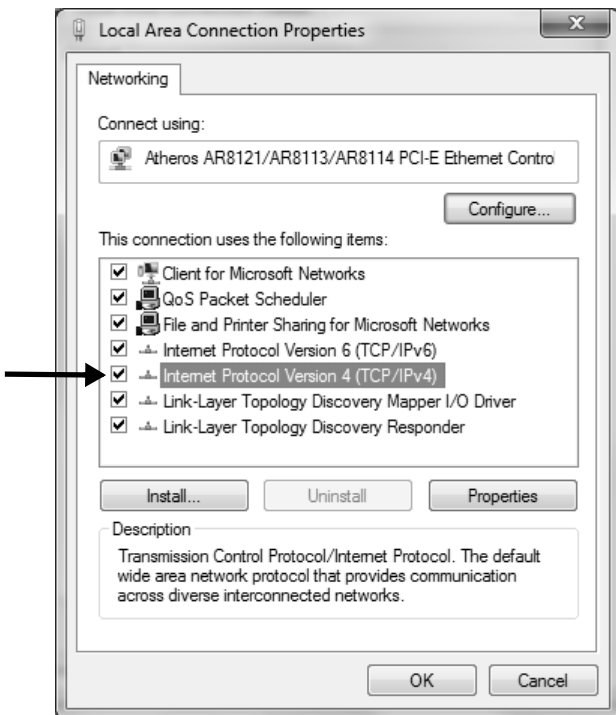 Local Area Connection Properties
Networking
Connect using:
Atheros AR8121/AR8113/AR8114 PCI-E Ethernet Contro
Configure...
This connection uses the following items:
Client for Microsoft Networks
QoS Packet Scheduler
File and Printer Sharing for Microsoft Networks
Internet Protocol Version 6 (TCP/IPv6)
Internet Protocol Version 4 (TCP/IPv4)
Link-Layer Topology Discovery Mapper I/O Driver
Link-Layer Topology Discovery Responder
Install... Uninstall Properties
Description
Transmission Control Protocol/Internet Protocol. The default
wide area network protocol that provides communication
across diverse interconnected networks.
OK Cancel